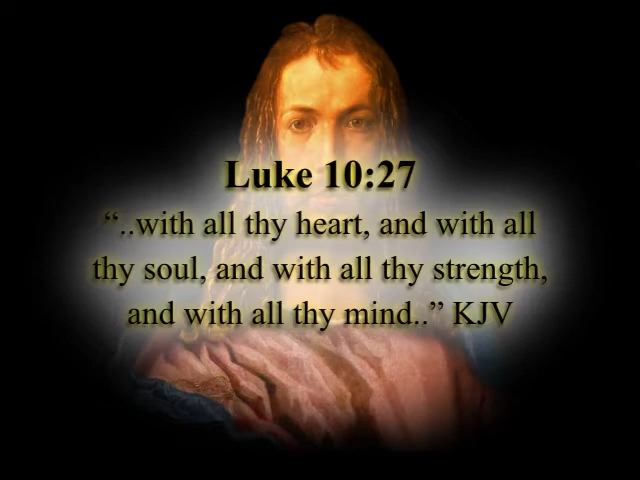 Luke 10:27
“..with all thy heart, and with all
thy soul, and with all thy strength,
and with all thy mind..” KJV